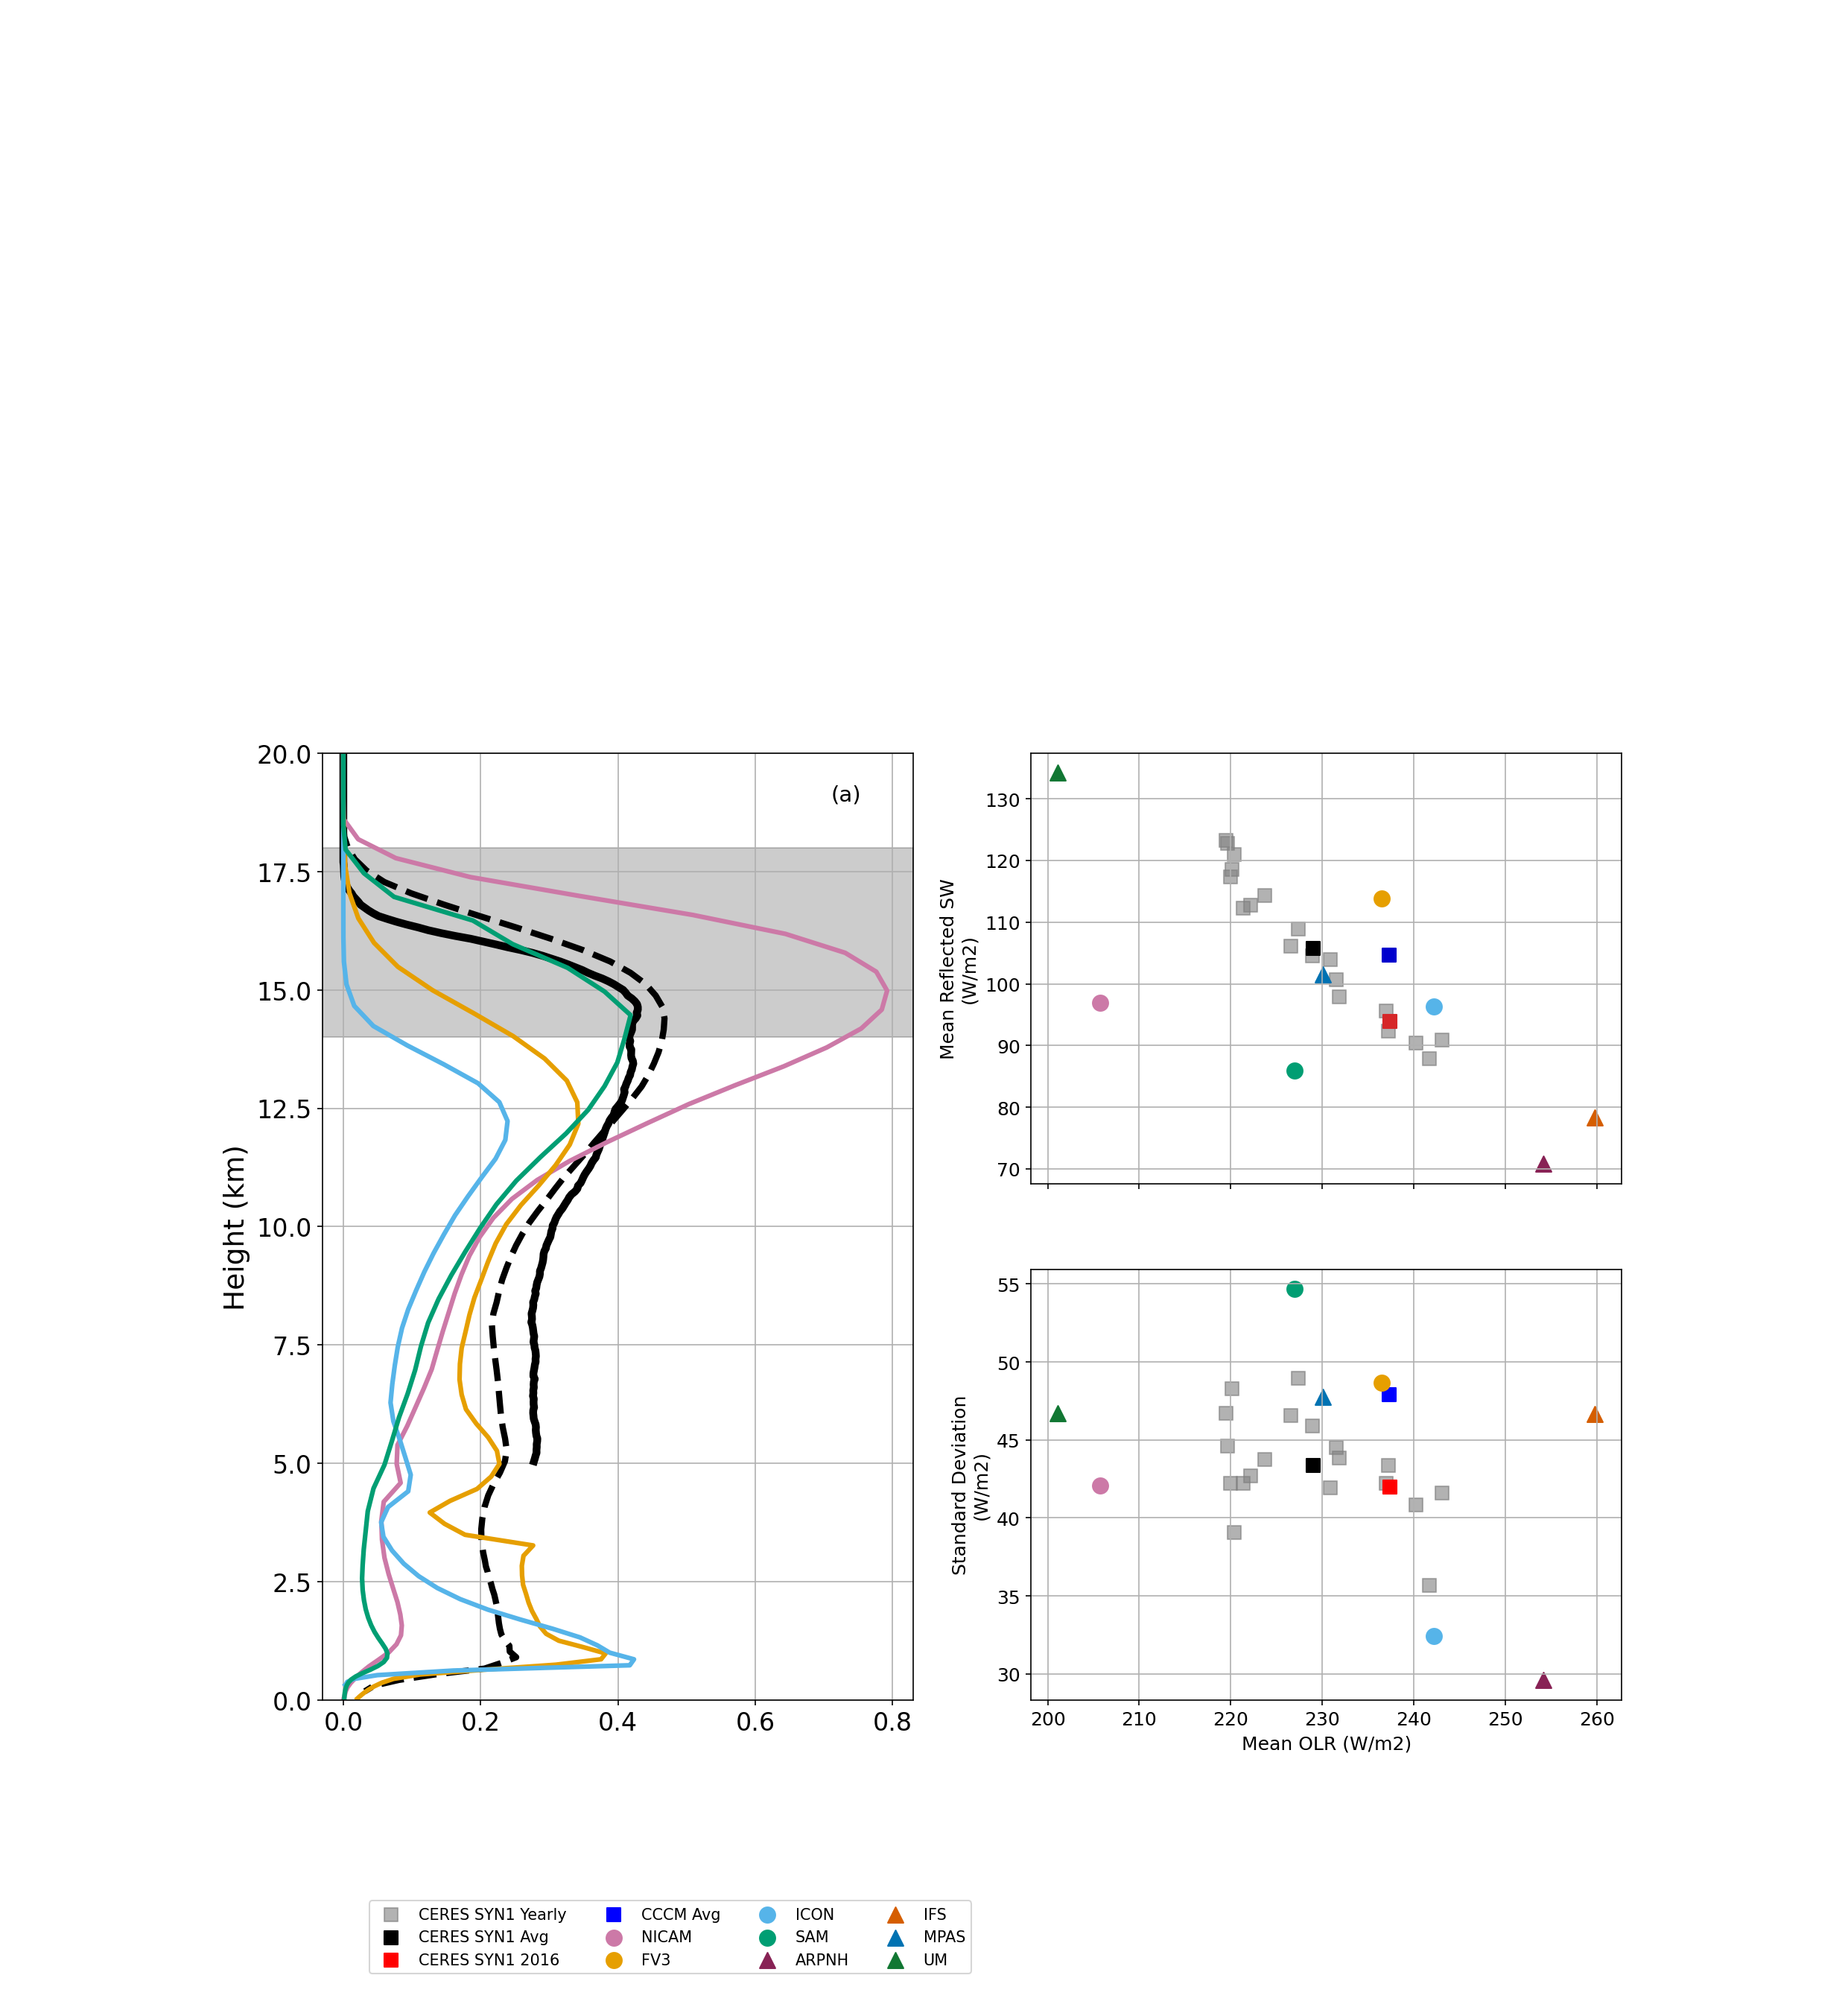 20.0
17.5
15.0
12.5
10.0
7.5
5.0
2.5
0.0
Height (km)
(a)
0.0 0.2 0.4 0.6 0.8
Mean Reflected SW
(W/m2)
130
120
110
100
90
80
70
Standard Deviation
(W/m2)
55
50
45
40
35
30
200 210 220 230 240 250 260
Mean OLR (W/m2)
CERES SYN1 Yearly
CERES SYN1 Avg
CERES SYN1 2016
CCCM Avg
NICAM
FV3
ICON
SAM
ARPNH
IFS
MPAS
UM